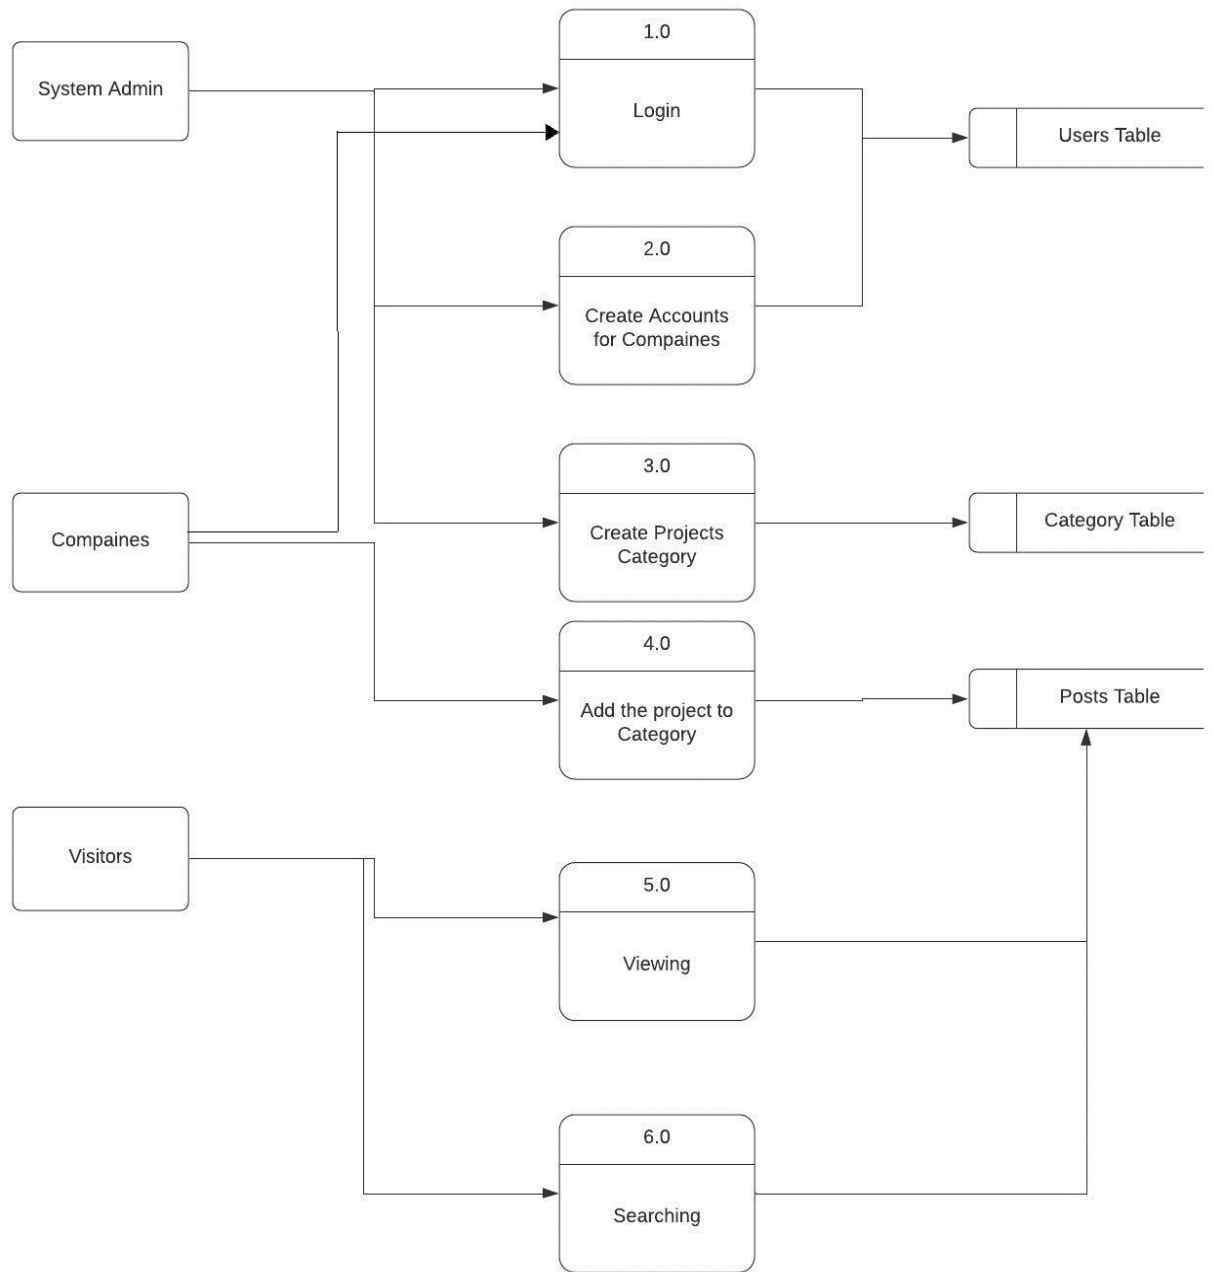 System Admin
1.0
Login
Users Table
2.0
Create Accounts
for Compaines
Compaines
3.0
Create Projects
Category
Category Table
4.0
Add the project to
Category
Posts Table
Visitors
5.0
Viewing
6.0
Searching